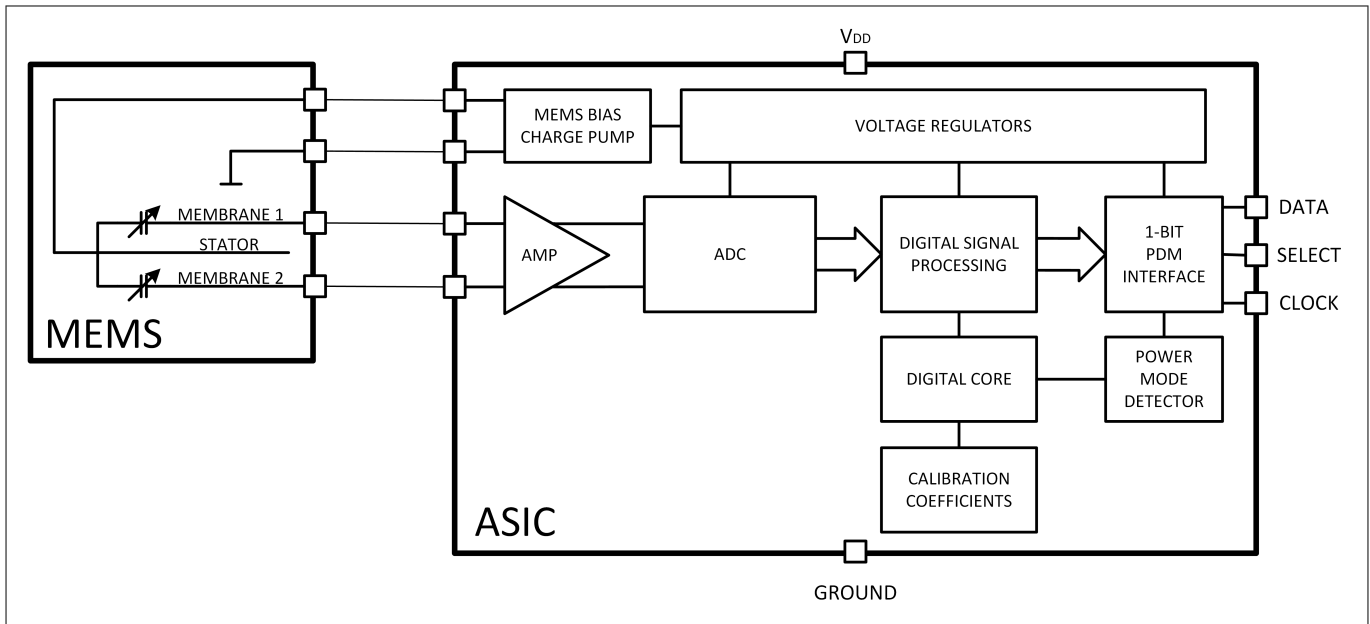 VDD
MEMS BIAS
CHARGE PUMP
VOLTAGE REGULATORS
MEMBRANE 1
STATOR
MEMBRANE 2
MEMS
AMP
ADC
DIGITAL SIGNAL
PROCESSING
1-BIT
PDM
INTERFACE
DATA
SELECT
CLOCK
DIGITAL CORE
POWER
MODE
DETECTOR
CALIBRATION
COEFFICIENTS
ASIC
GROUND